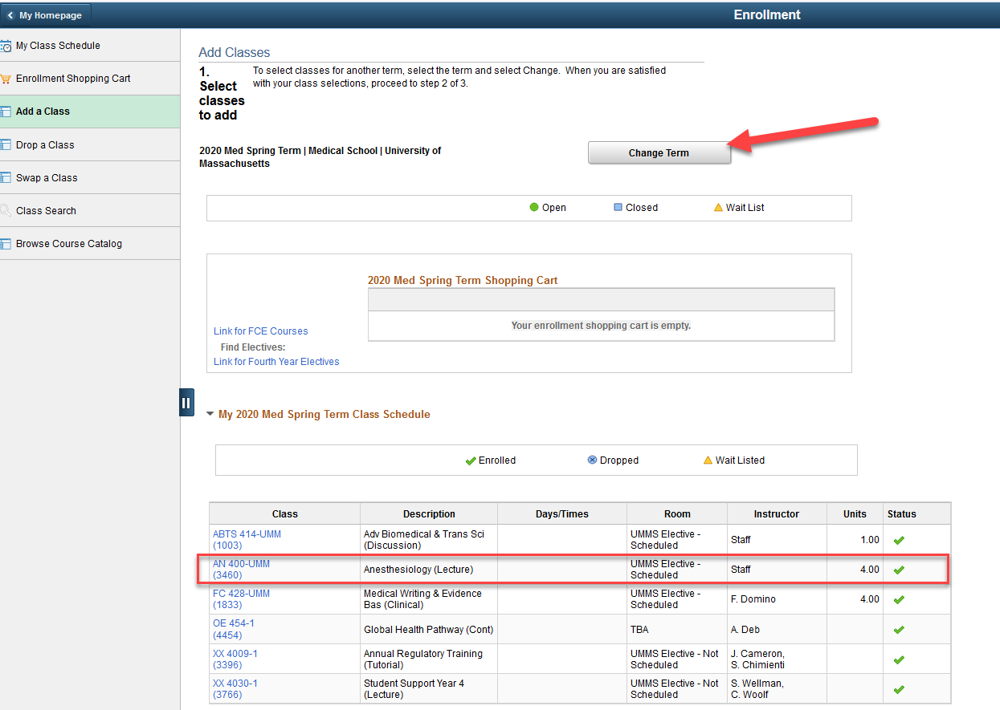 My Homepage
Enrollment
My Class Schedule
Enrollment Shopping Cart
Add a Class
Drop a Class
Swap a Class
Class Search
Browse Course Catalog
Add Classes
1.
Select
classes
to add
To select classes for another term, select the term and select Change. When you are satisfied
with your class selections, proceed to step 2 of 3.
2020 Med Spring Term | Medical School | University of
Massachusetts
Change Term
Open Closed Wait List
2020 Med Spring Term Shopping Cart
Your enrollment shopping cart is empty.
Link for FCE Courses
Find Electives:
Link for Fourth Year Electives
My 2020 Med Spring Term Class Schedule
Enrolled Dropped Wait Listed
Class Description Days/Times Room Instructor Units Status
ABTS 414-UMM Adv Biomedical & Trans Sci UMMS Elective - Staff 1.00
(1003) (Discussion) Scheduled
AN 400-UMM Anesthesiology (Lecture) UMMS Elective - Staff 4.00
(3460) Scheduled
FC 428-UMM Medical Writing & Evidence UMMS Elective - F. Domino 4.00
(1833) Bas (Clinical) Scheduled
OE 454-1 Global Health Pathway (Cont) TBA A. Deb
(4454)
XX 4009-1 Annual Regulatory Training UMMS Elective - Not J. Cameron,
(3396) (Tutorial) Scheduled S. Chimienti
XX 4030-1 Student Support Year 4 UMMS Elective - Not S. Wellman,
(3766) (Lecture) Scheduled C. Woolf